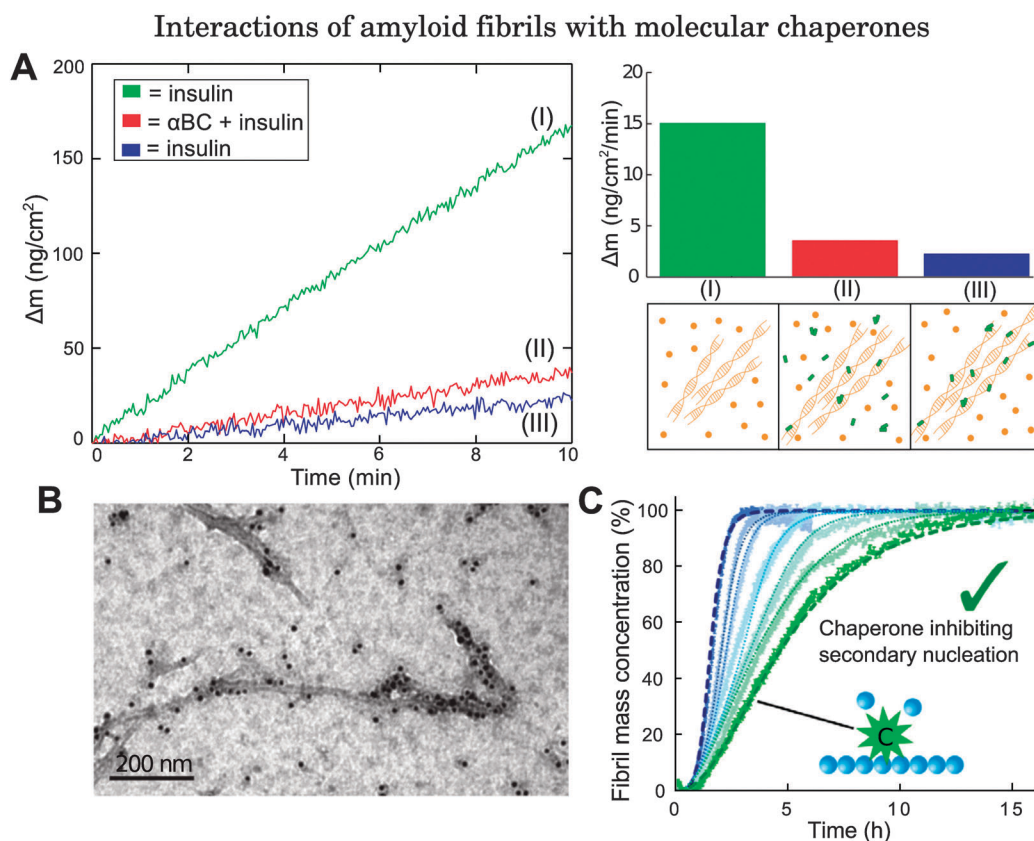 Interactions of amyloid fibrils with molecular chaperones
A
200
150
100
50
0
Δm (ng/cm²)
= insulin
= αBC + insulin
= insulin
(I)
(II)
(III)
0
2
4
6
8
10
Time (min)
20
15
10
5
0
Δm (ng/cm²/min)
(I)
(II)
(III)
B
200 nm
C
100
80
60
40
20
0
Fibril mass concentration (%)
Chaperone inhibiting
secondary nucleation
C
0
5
10
15
Time (h)